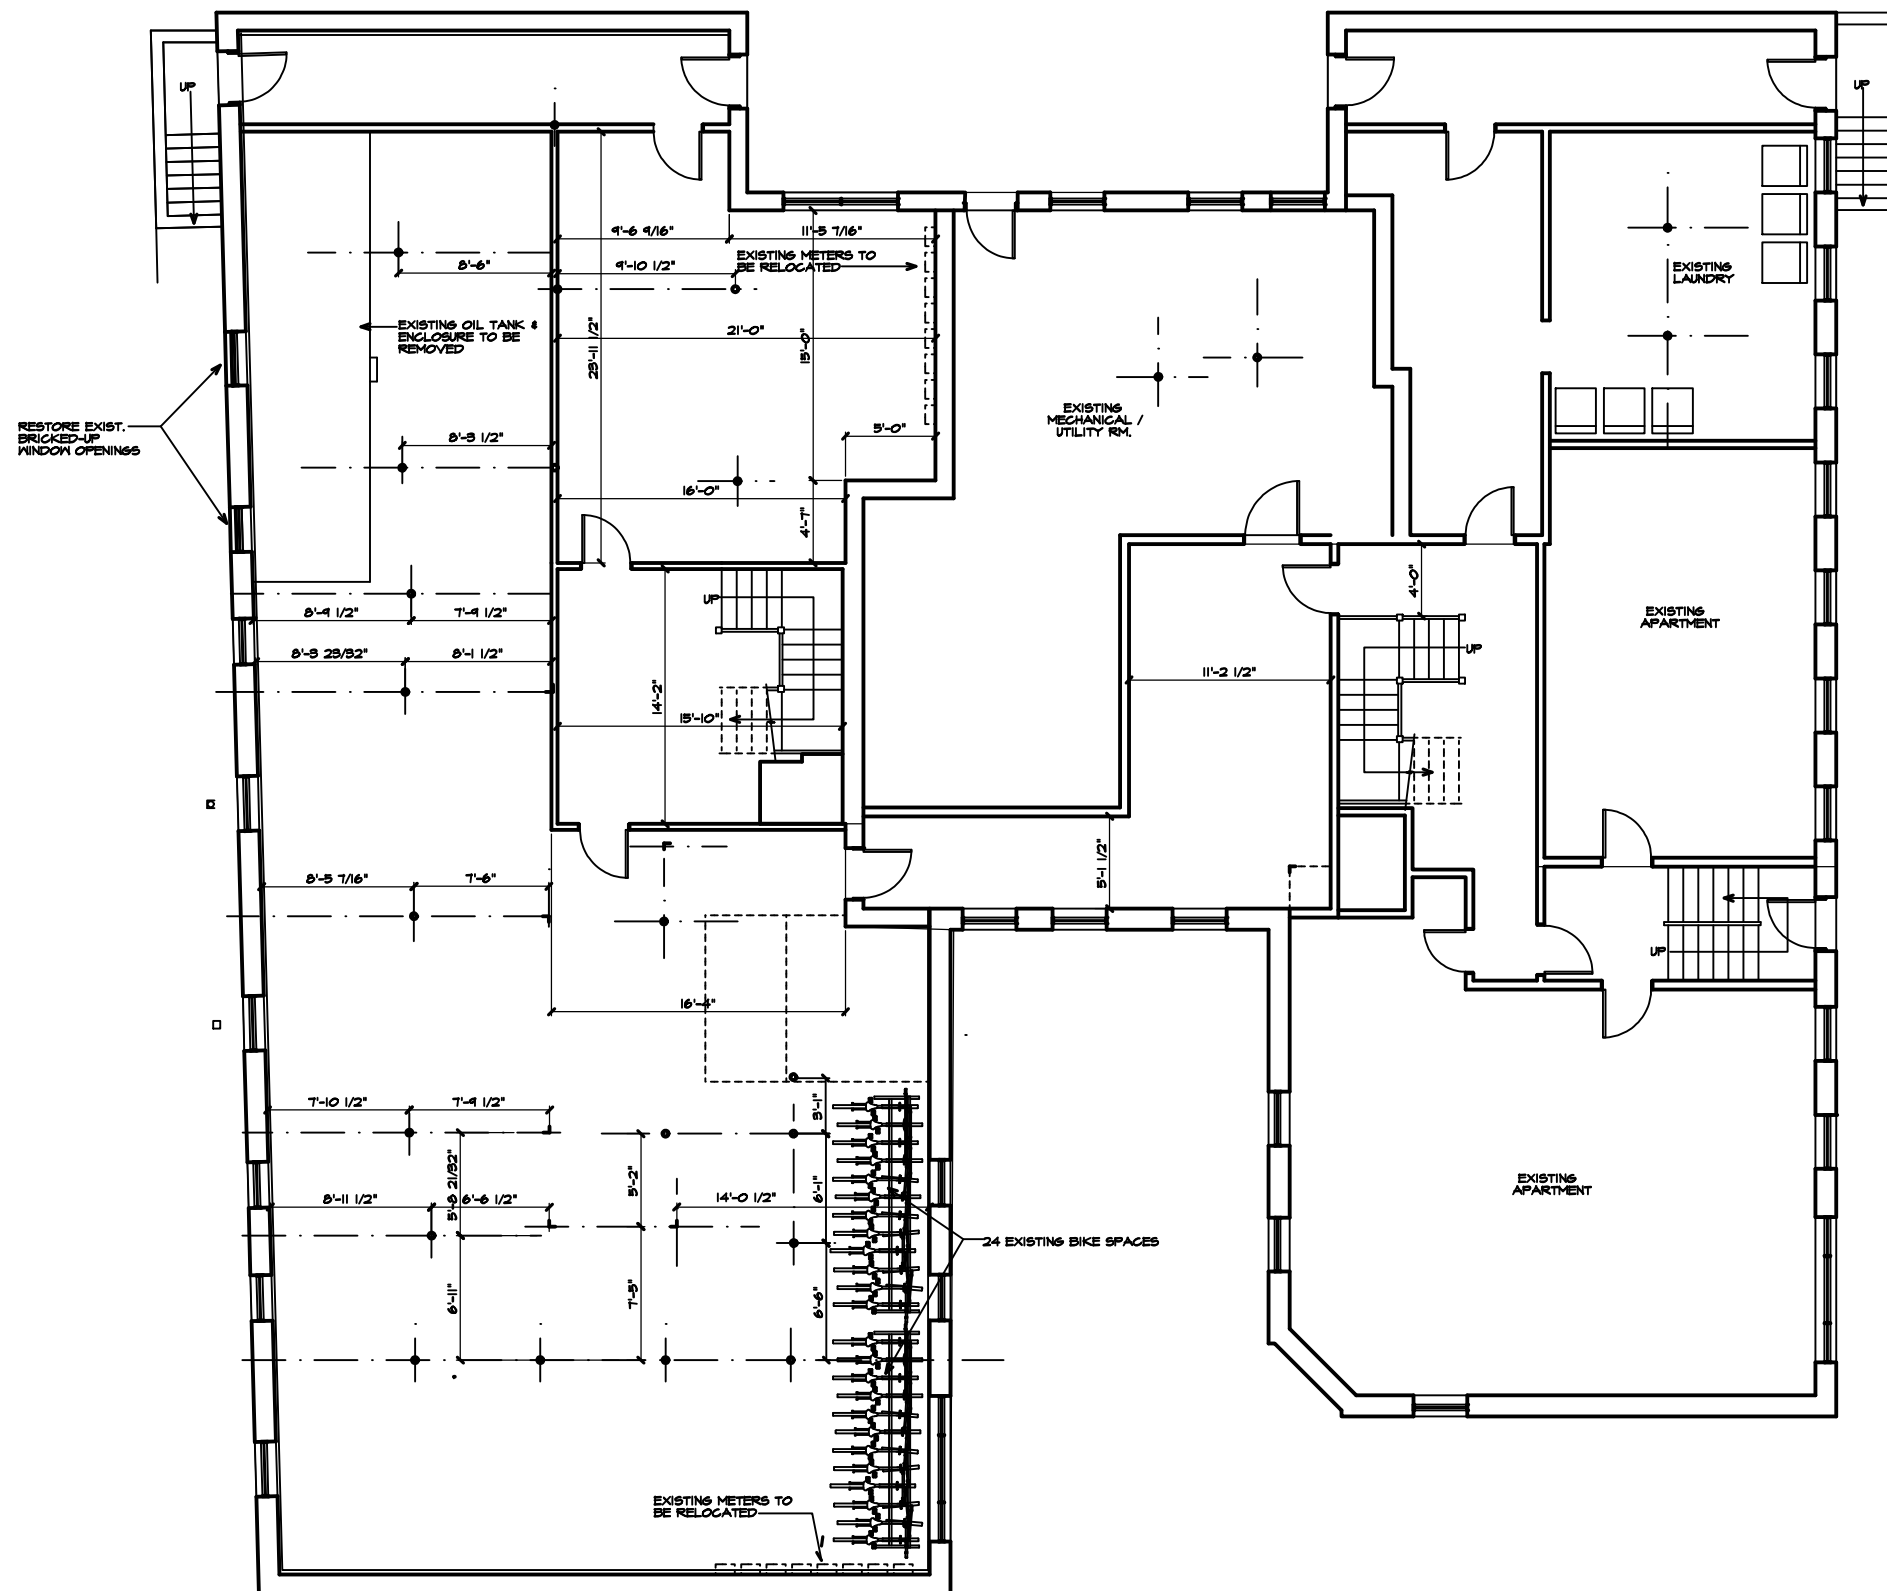 UP
UP
9'-6 9/16"
11'-5 7/16"
EXISTING METERS TO
BE RELOCATED
8'-6"
9'-10 1/2"
EXISTING
LAUNDRY
EXISTING OIL TANK &
ENCLOSURE TO BE
REMOVED
21'-0"
23'-11 1/2"
15'-0"
RESTORE EXIST.
BRICKED-UP
WINDOW OPENINGS
EXISTING
MECHANICAL /
UTILITY RM.
5'-0"
8'-3 1/2"
16'-0"
4'-7"
4'-0"
UP
8'-9 1/2"
7'-9 1/2"
EXISTING
APARTMENT
8'-3 23/32"
8'-1 1/2"
UP
11'-2 1/2"
14'-2"
15'-10"
5'-1 1/2"
8'-5 7/16"
7'-6"
UP
16'-4"
7'-10 1/2"
7'-9 1/2"
3'-1"
5'-8 21/32"
5'-2"
6'-1"
EXISTING
APARTMENT
8'-11 1/2"
6'-6 1/2"
14'-0 1/2"
24 EXISTING BIKE SPACES
6'-11"
7'-5"
6'-6"
EXISTING METERS TO
BE RELOCATED